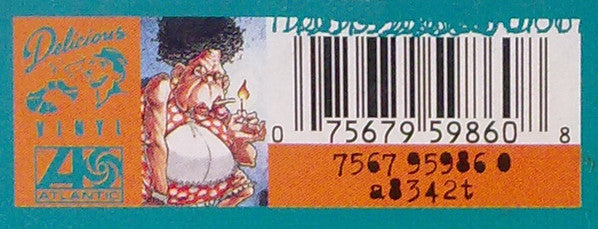 Delicious
VINYL
ATLANTIC
0 75679 59860 8
7567 95986 0
a8342t